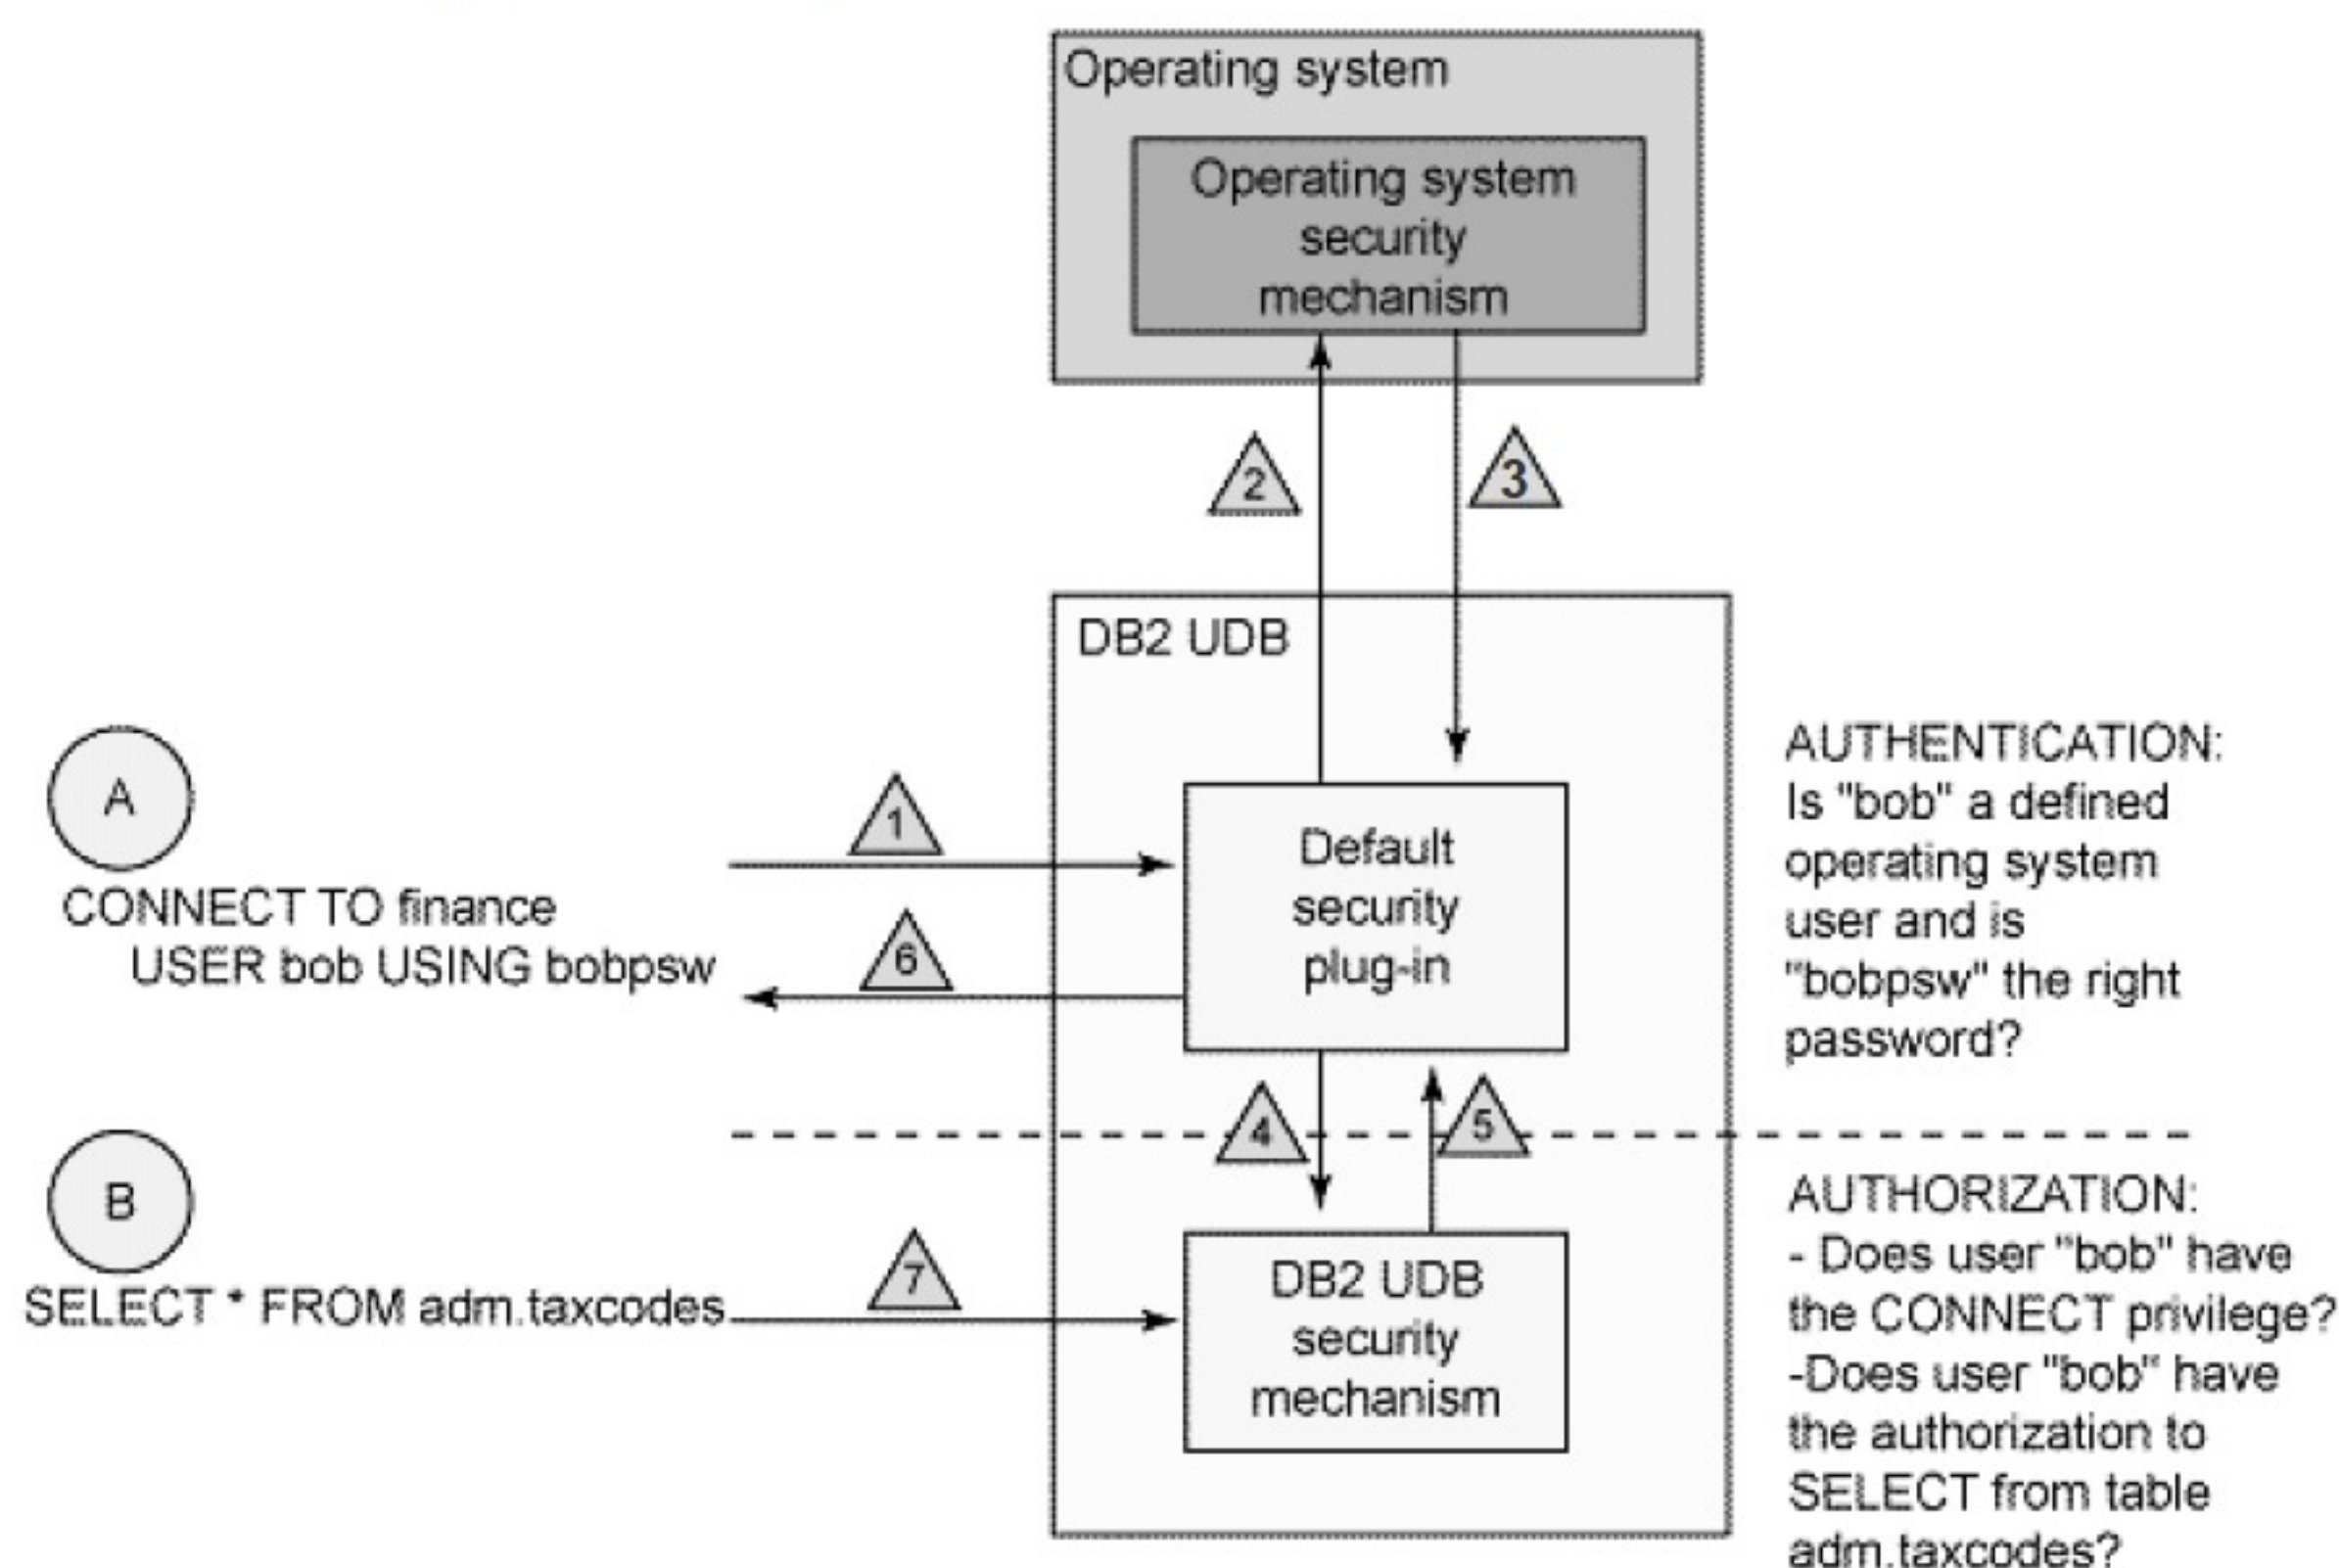 Operating system
Operating system
security
mechanism
2
3
DB2 UDB
A
CONNECT TO finance
USER bob USING bobpsw
1
6
Default
security
plug-in
AUTHENTICATION:
Is "bob" a defined
operating system
user and is
"bobpsw" the right
password?
4
5
B
SELECT * FROM adm.taxcodes
7
DB2 UDB
security
mechanism
AUTHORIZATION:
- Does user "bob" have
the CONNECT privilege?
-Does user "bob" have
the authorization to
SELECT from table
adm.taxcodes?